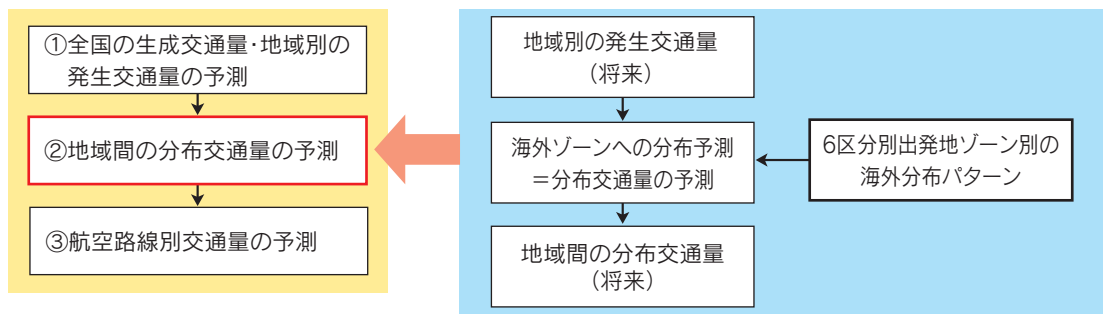 ①全国の生成交通量・地域別の
発生交通量の予測
②地域間の分布交通量の予測
③航空路線別交通量の予測
地域別の発生交通量
（将来）
海外ゾーンへの分布予測
＝分布交通量の予測
地域間の分布交通量
（将来）
6区分別出発地ゾーン別の
海外分布パターン